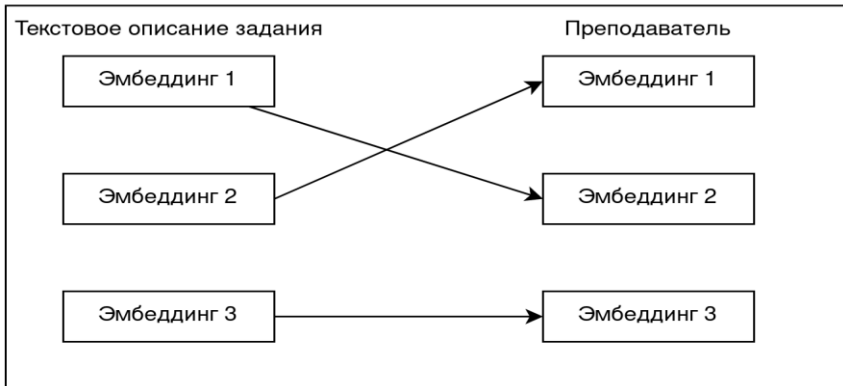 Текстовое описание задания
Преподаватель
Эмбеддинг 1
Эмбеддинг 1
Эмбеддинг 2
Эмбеддинг 2
Эмбеддинг 3
Эмбеддинг 3